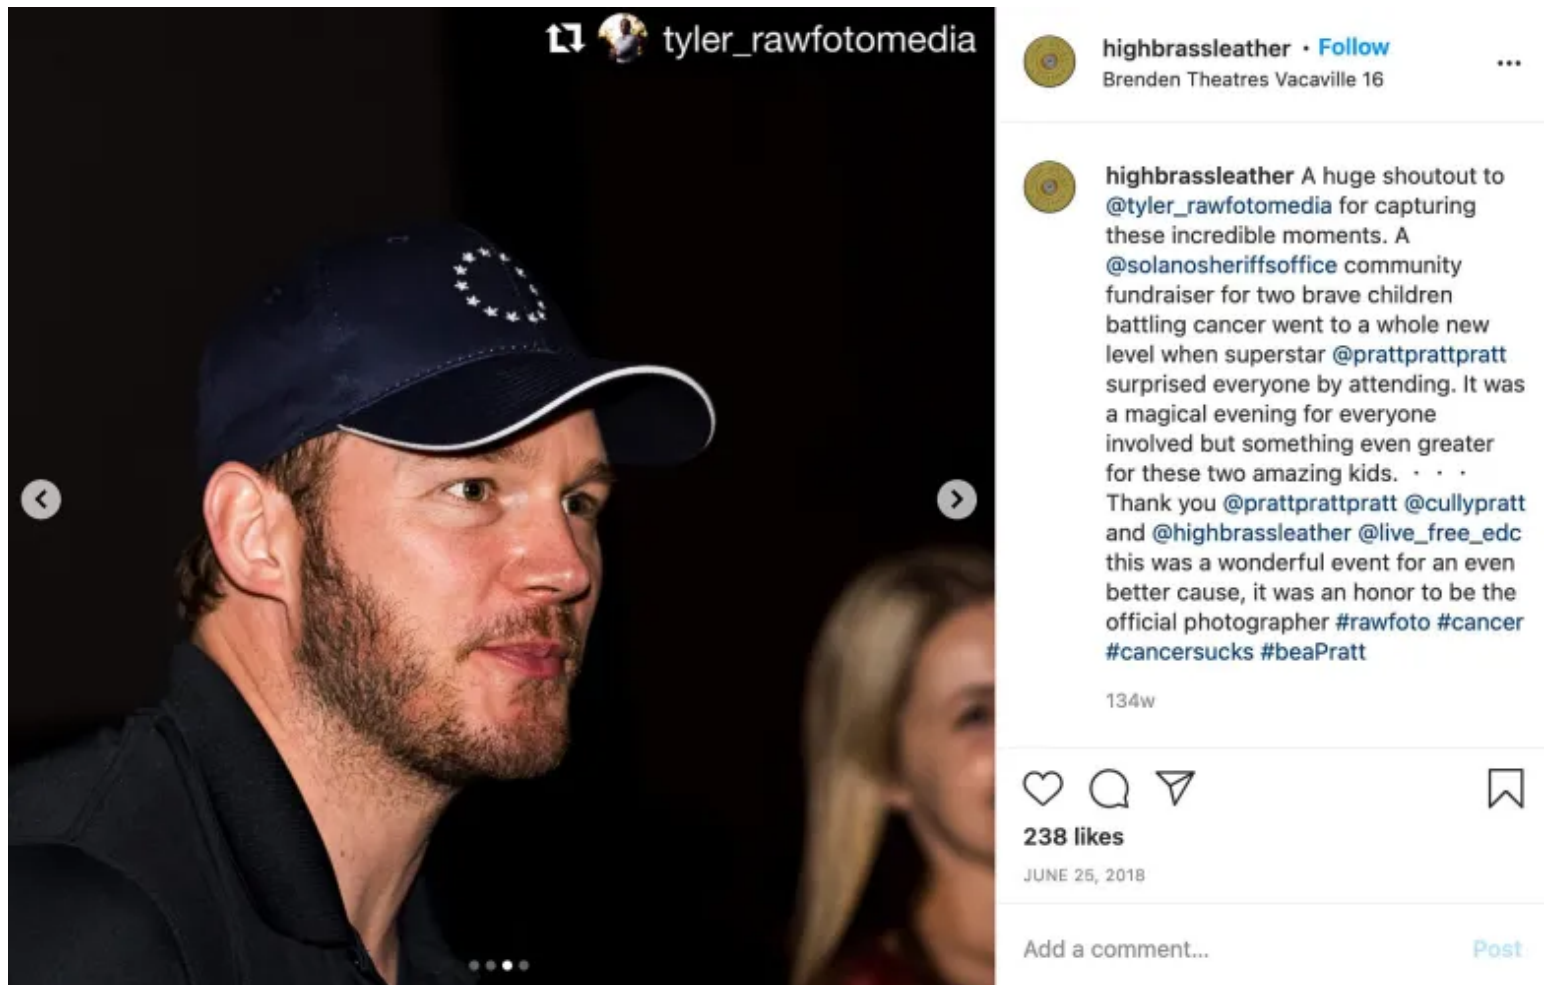 tyler_rawfotomedia
highbrassleather • Follow
Brenden Theatres Vacaville 16
highbrassleather A huge shoutout to
@tyler_rawfotomedia for capturing
these incredible moments. A
@solanosheriffsoffice community
fundraiser for two brave children
battling cancer went to a whole new
level when superstar @prattprattpratt
surprised everyone by attending. It was
a magical evening for everyone
involved but something even greater
for these two amazing kids. · · ·
Thank you @prattprattpratt @cullypratt
and @highbrassleather @live_free_edc
this was a wonderful event for an even
better cause, it was an honor to be the
official photographer #rawfoto #cancer
#cancersucks #beaPratt
134w
238 likes
JUNE 25, 2018
Add a comment...
Post